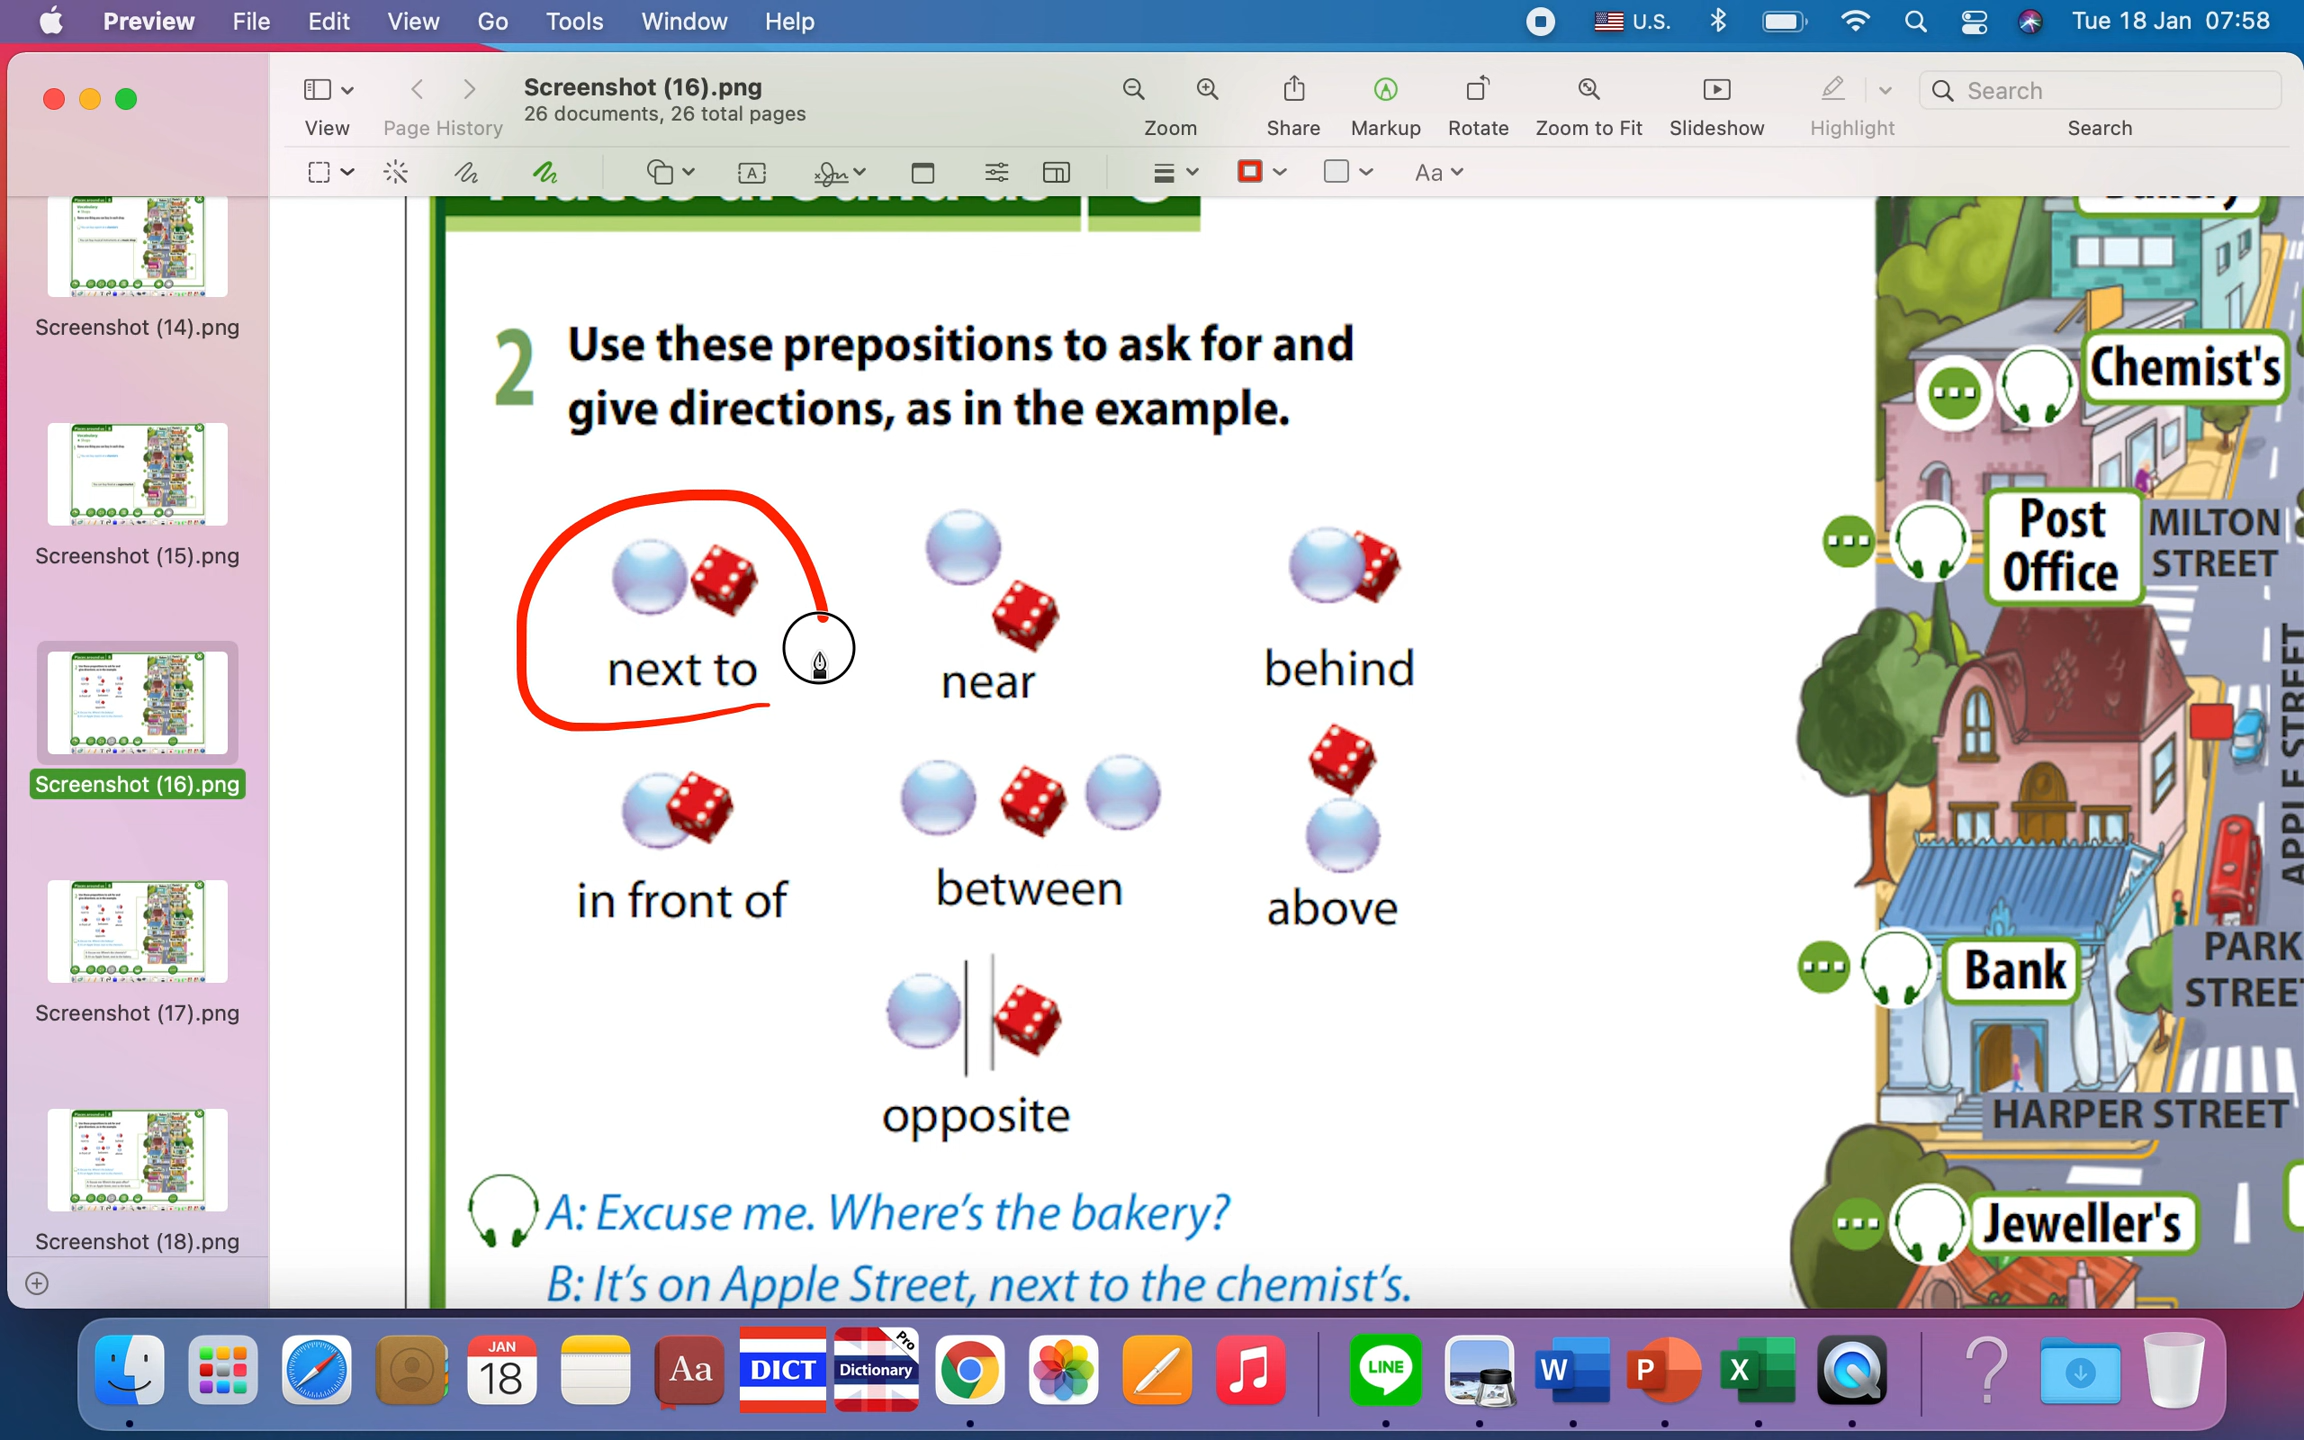 Preview File Edit View Go Tools Window Help U.S. Tue 18 Jan 07:58
Screenshot (16).png
26 documents, 26 total pages
View Page History Zoom Share Markup Rotate Zoom to Fit Slideshow Highlight Search
Search
Aa
Screenshot (14).png
Screenshot (15).png
Screenshot (16).png
Screenshot (17).png
Screenshot (18).png
2 Use these prepositions to ask for and
give directions, as in the example.
next to
near
behind
in front of
between
above
opposite
A: Excuse me. Where's the bakery?
B: It's on Apple Street, next to the chemist's.
Chemist's
Post
Office
MILTON
STREET
APPLE STREET
Bank
PARK
STREET
HARPER STREET
Jeweller's
JAN
18
Aa
DICT
Dictionary
Pro
LINE
W
P
X